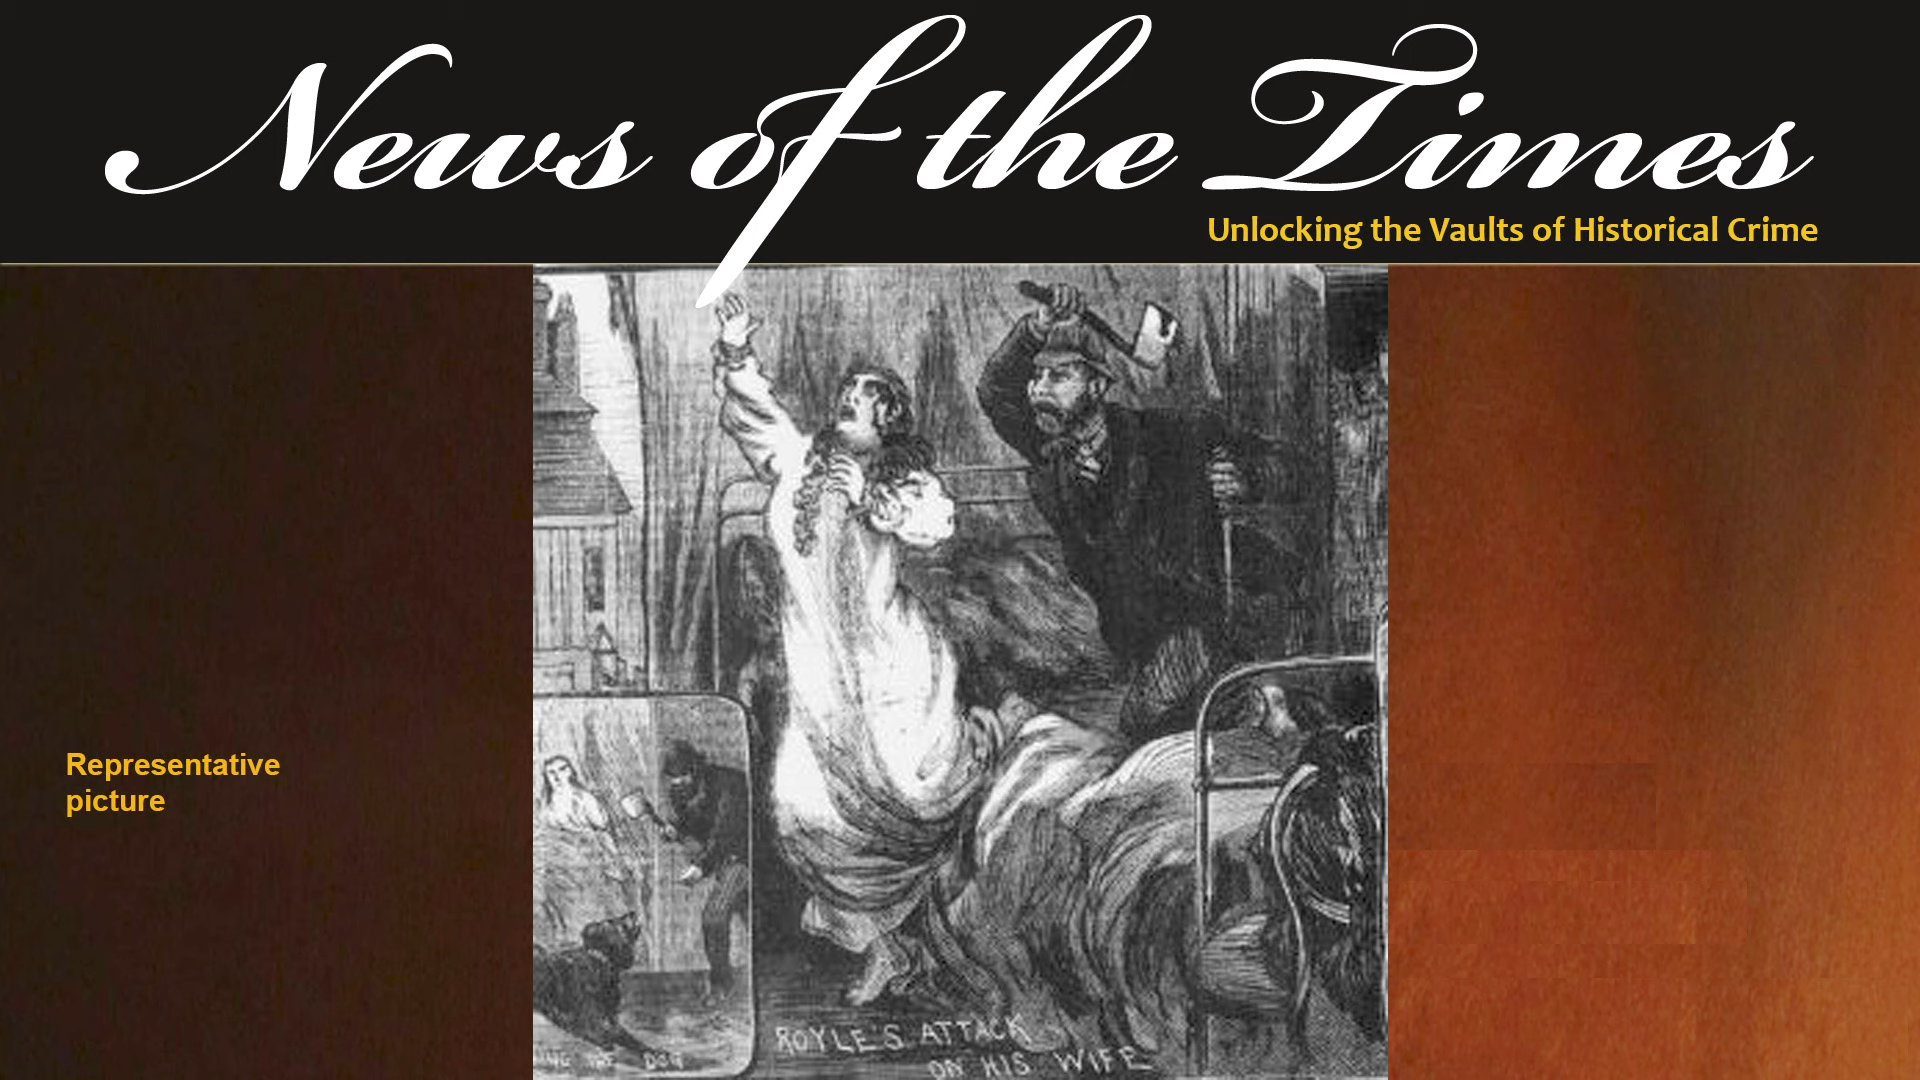 News of the Times
Unlocking the Vaults of Historical Crime
Representative
picture
ROYLE'S ATTACK
ON HIS WIFE
DOG